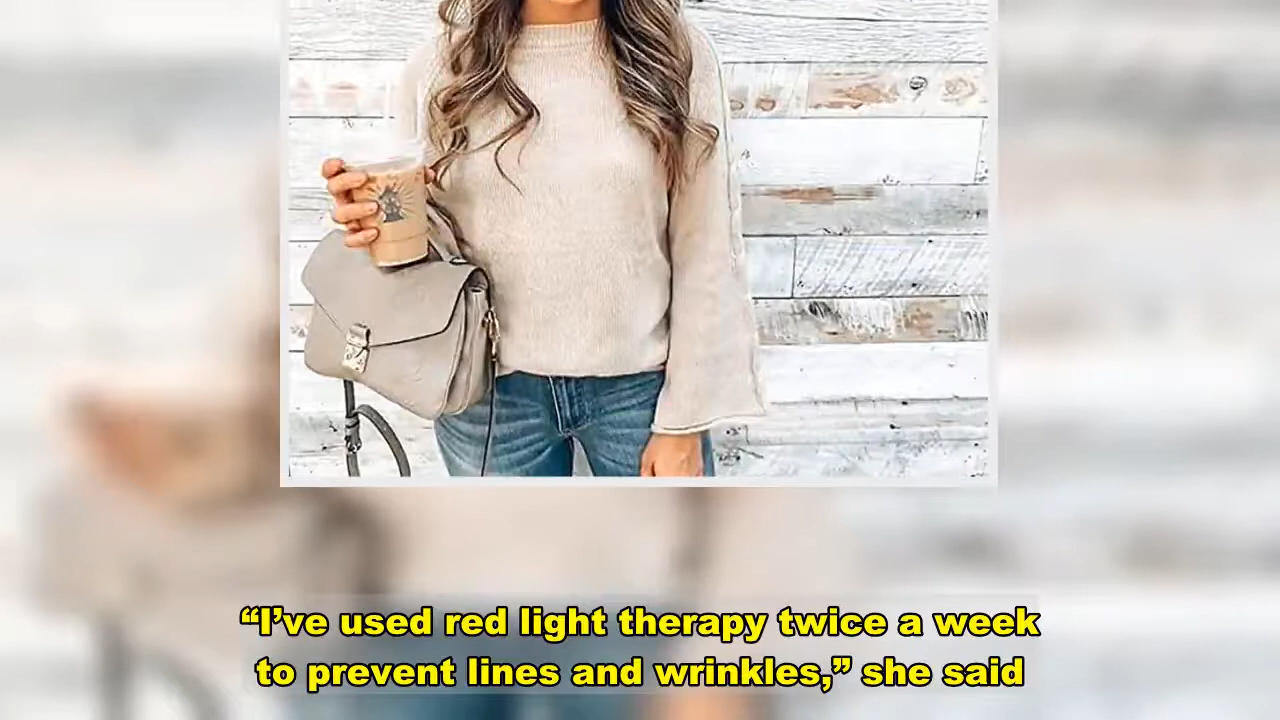 “I’ve used red light therapy twice a week
to prevent lines and wrinkles,” she said